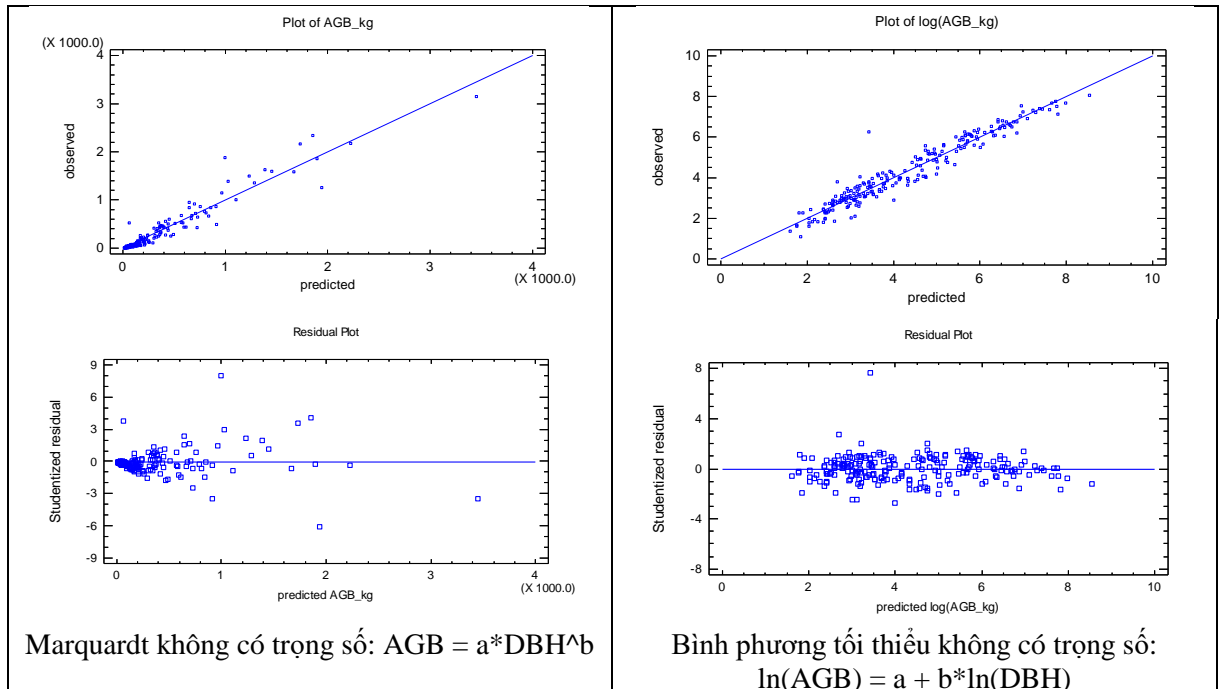 Plot of AGB_kg
(X 1000.0)
4
3
2
1
0
observed
0 1 2 3 4
predicted
(X 1000.0)
Residual Plot
9
6
3
0
-3
-6
-9
Studentized residual
0 1 2 3 4
predicted AGB_kg
(X 1000.0)
Marquardt không có trọng số: AGB = a*DBH^b
Plot of log(AGB_kg)
10
8
6
4
2
0
observed
0 2 4 6 8 10
predicted
Residual Plot
8
4
0
-4
-8
Studentized residual
0 2 4 6 8 10
predicted log(AGB_kg)
Bình phương tối thiểu không có trọng số:
ln(AGB) = a + b*ln(DBH)